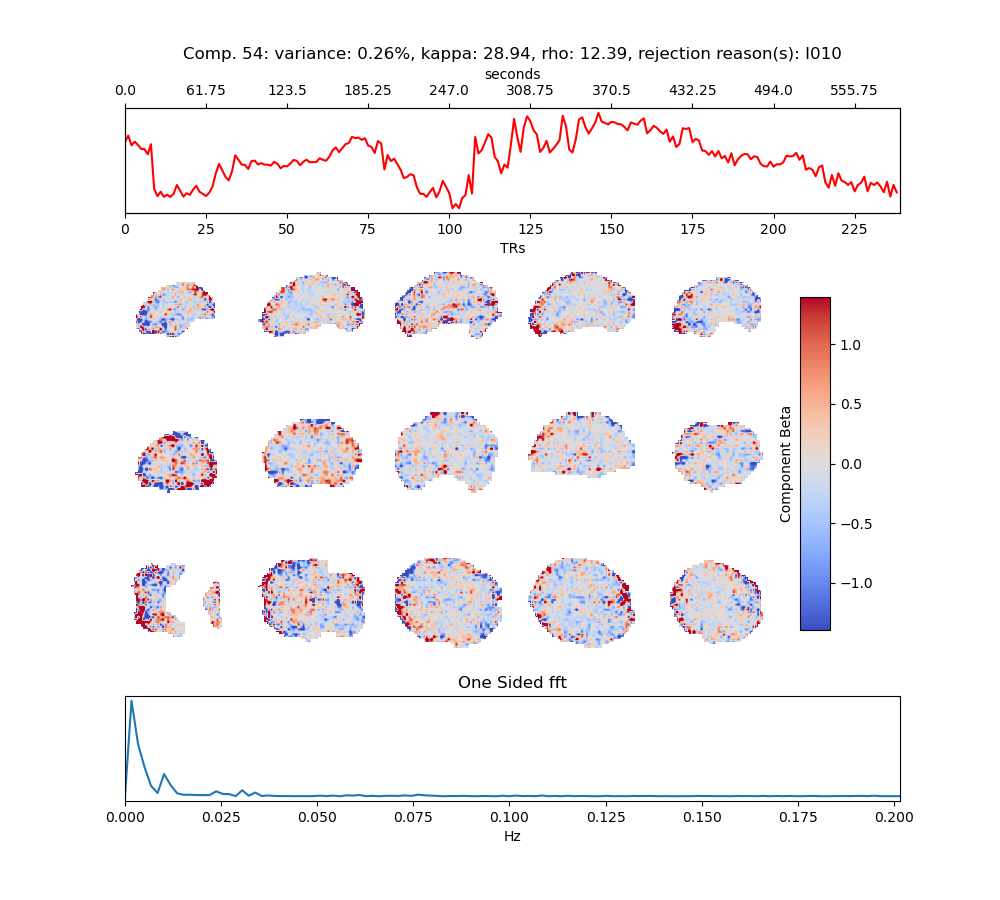 Comp. 54: variance: 0.26%, kappa: 28.94, rho: 12.39, rejection reason(s): I010
seconds
0.0 61.75 123.5 185.25 247.0 308.75 370.5 432.25 494.0 555.75
0 25 50 75 100 125 150 175 200 225
TRs
1.0
0.5
0.0
−0.5
−1.0
Component Beta
One Sided fft
0.000 0.025 0.050 0.075 0.100 0.125 0.150 0.175 0.200
Hz